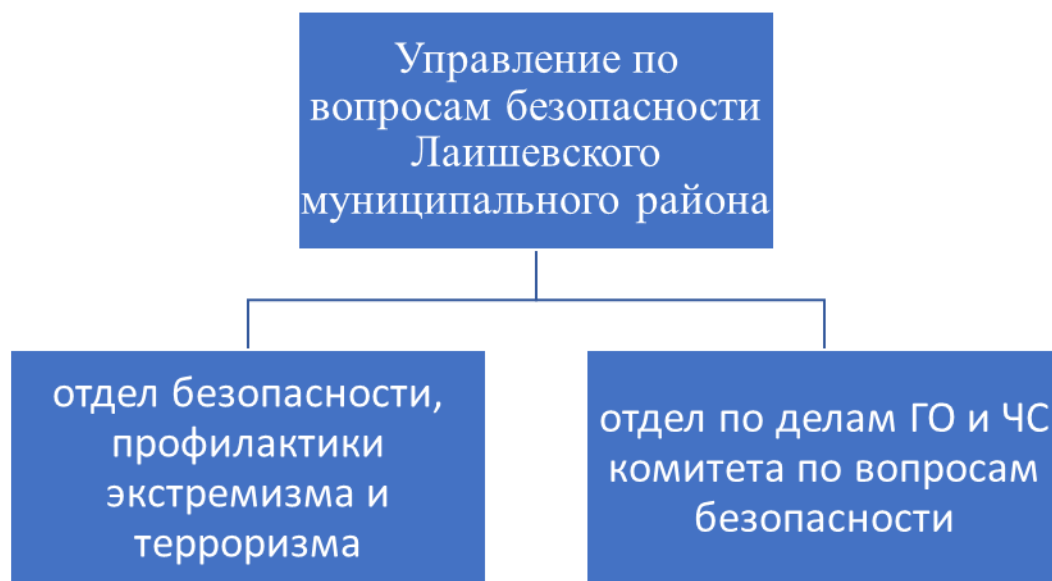 Управление по
вопросам безопасности
Лаишевского
муниципального района
отдел безопасности,
профилактики
экстремизма и
терроризма
отдел по делам ГО и ЧС
комитета по вопросам
безопасности